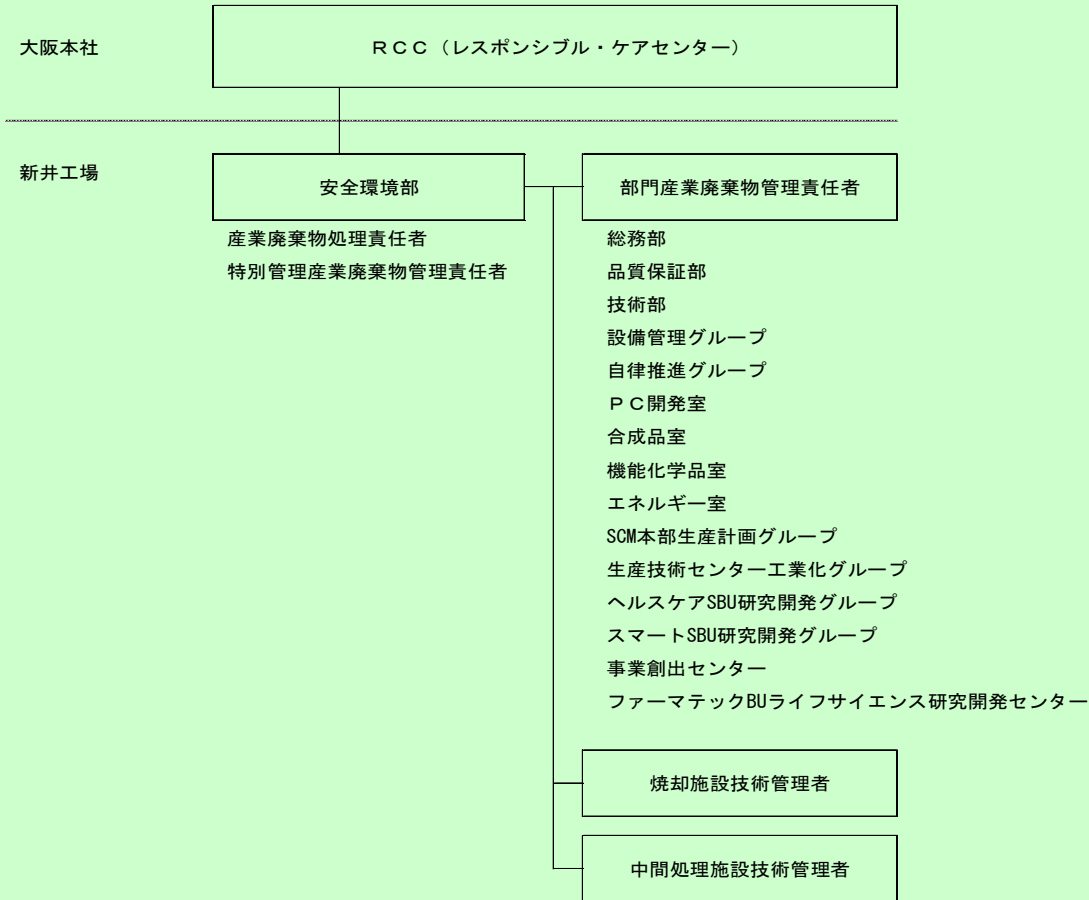 大阪本社
ＲＣＣ（レスポンシブル・ケアセンター）
新井工場
安全環境部
産業廃棄物処理責任者
特別管理産業廃棄物管理責任者
部門産業廃棄物管理責任者
総務部
品質保証部
技術部
設備管理グループ
自律推進グループ
ＰＣ開発室
合成品室
機能化学品室
エネルギー室
SCM本部生産計画グループ
生産技術センター工業化グループ
ヘルスケアSBU研究開発グループ
スマートSBU研究開発グループ
事業創出センター
ファーマテックBUライフサイエンス研究開発センター
焼却施設技術管理者
中間処理施設技術管理者